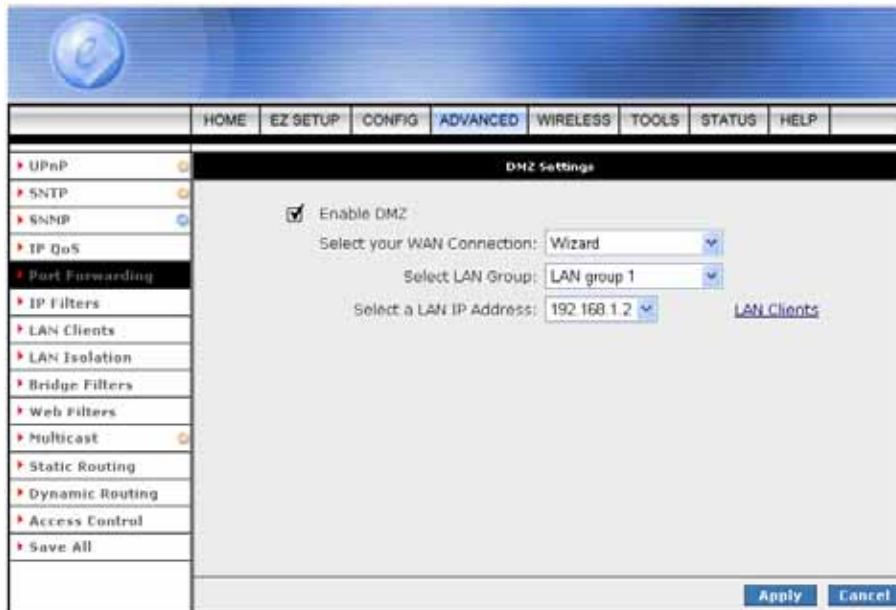 HOME EZ SETUP CONFIG ADVANCED WIRELESS TOOLS STATUS HELP
UPnP
SNTP
SNMP
IP QoS
Port Forwarding
IP Filters
LAN Clients
LAN Isolation
Bridge Filters
Web Filters
Multicast
Static Routing
Dynamic Routing
Access Control
Save All
DMZ Settings
Enable DMZ
Select your WAN Connection: Wizard
Select LAN Group: LAN group 1
Select a LAN IP Address: 192.168.1.2 LAN Clients
Apply Cancel